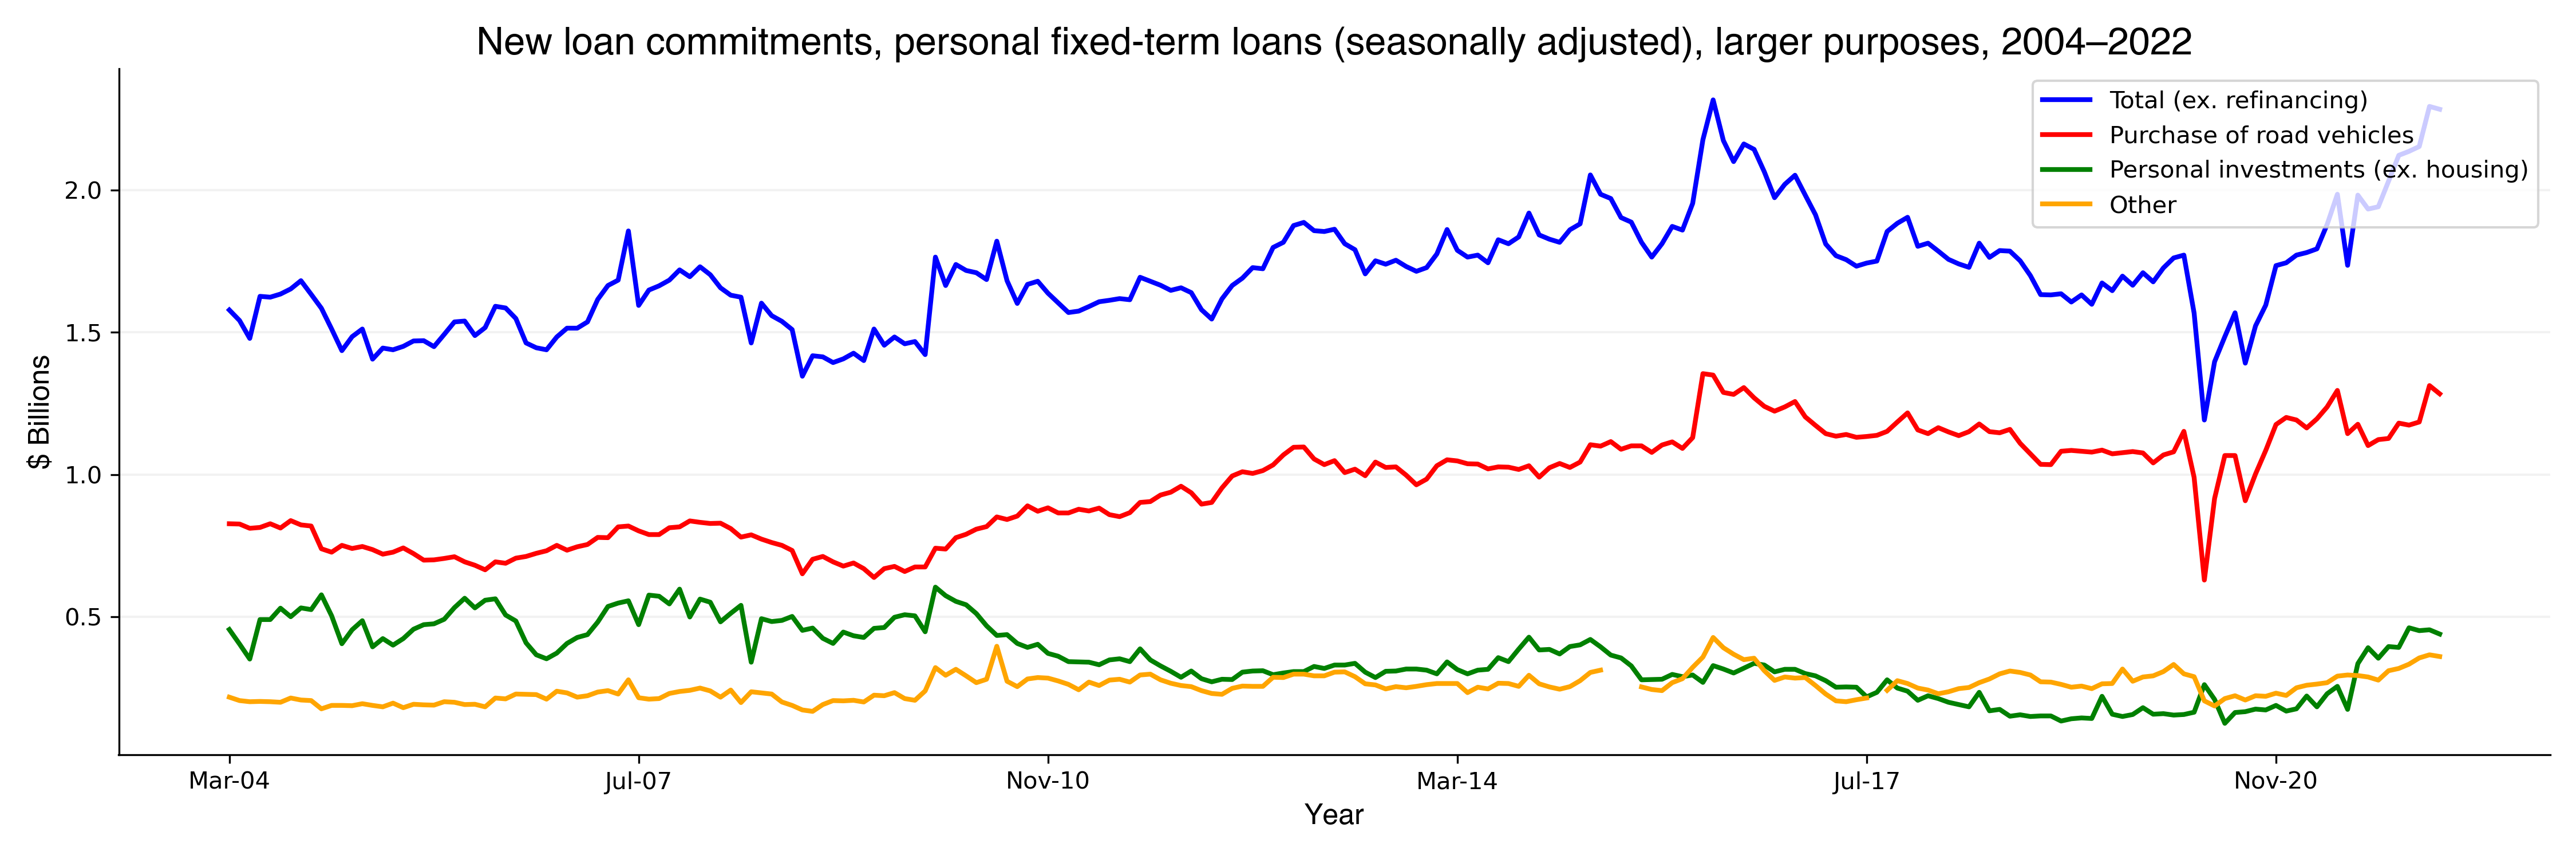 New loan commitments, personal fixed-term loans (seasonally adjusted), larger purposes, 2004–2022
Total (ex. refinancing)
Purchase of road vehicles
Personal investments (ex. housing)
Other
$ Billions
2.0
1.5
1.0
0.5
Mar-04
Jul-07
Nov-10
Mar-14
Jul-17
Nov-20
Year